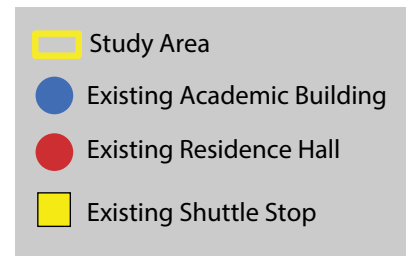 Study Area
Existing Academic Building
Existing Residence Hall
Existing Shuttle Stop